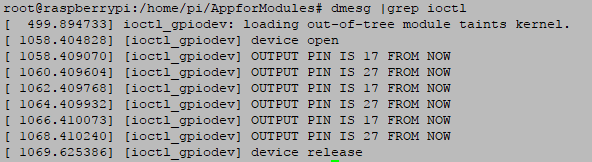 root@raspberrypi:/home/pi/AppforModules# dmesg |grep ioctl
[  499.894733] ioctl_gpiodev: loading out-of-tree module taints kernel.
[ 1058.404828] [ioctl_gpiodev] device open
[ 1058.409070] [ioctl_gpiodev] OUTPUT PIN IS 17 FROM NOW
[ 1060.409604] [ioctl_gpiodev] OUTPUT PIN IS 27 FROM NOW
[ 1062.409768] [ioctl_gpiodev] OUTPUT PIN IS 17 FROM NOW
[ 1064.409932] [ioctl_gpiodev] OUTPUT PIN IS 27 FROM NOW
[ 1066.410073] [ioctl_gpiodev] OUTPUT PIN IS 17 FROM NOW
[ 1068.410240] [ioctl_gpiodev] OUTPUT PIN IS 27 FROM NOW
[ 1069.625386] [ioctl_gpiodev] device release